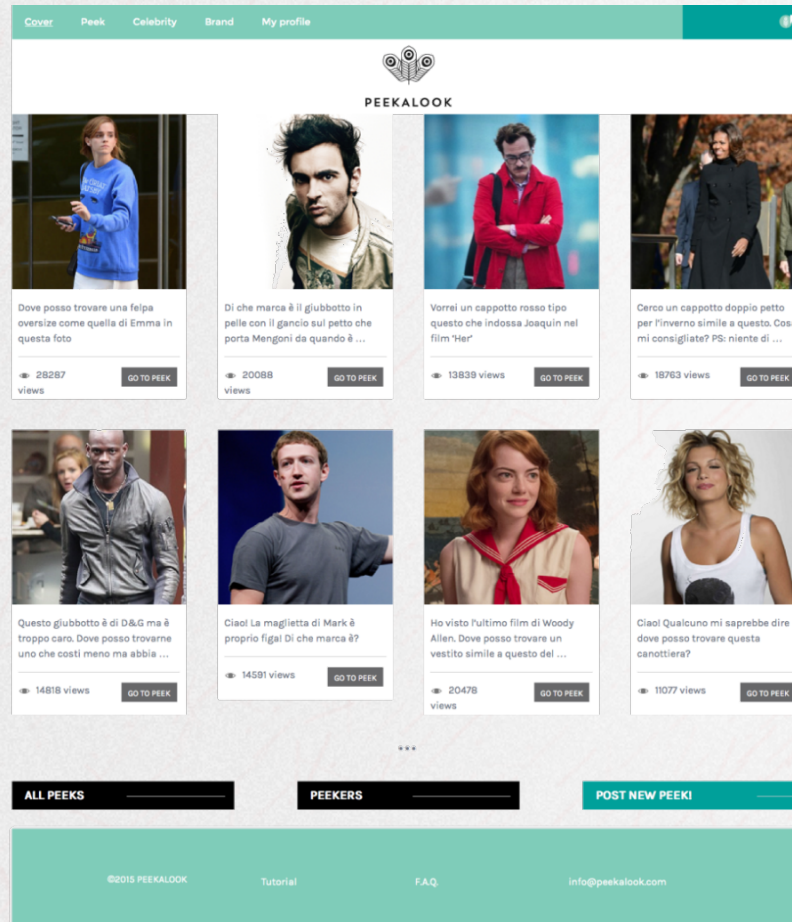 Cover Peek Celebrity Brand My profile
PEEKALOOK
Dove posso trovare una felpa
oversize come quella di Emma in
questa foto
28287
views
GO TO PEEK
Di che marca è il giubbotto in
pelle con il gancio sul petto che
porta Mengoni da quando è ...
20088
views
GO TO PEEK
Vorrei un cappotto rosso tipo
questo che indossa Joaquin nel
film 'Her'
13839 views
GO TO PEEK
Cerco un cappotto doppio petto
per l'inverno simile a questo. Cosa
mi consigliate? PS: niente di ...
18763 views
GO TO PEEK
Questo giubbotto è di D&G ma è
troppo caro. Dove posso trovarne
uno che costi meno ma abbia ...
14818 views
GO TO PEEK
Ciao! La maglietta di Mark è
proprio figa! Di che marca è?
14591 views
GO TO PEEK
Ho visto l'ultimo film di Woody
Allen. Dove posso trovare un
vestito simile a questo del ...
20478
views
GO TO PEEK
Ciao! Qualcuno mi saprebbe dire
dove posso trovare questa
canottiera?
11077 views
GO TO PEEK
...
ALL PEEKS
PEEKERS
POST NEW PEEK!
©2015 PEEKALOOK
Tutorial
F.A.Q.
info@peekalook.com